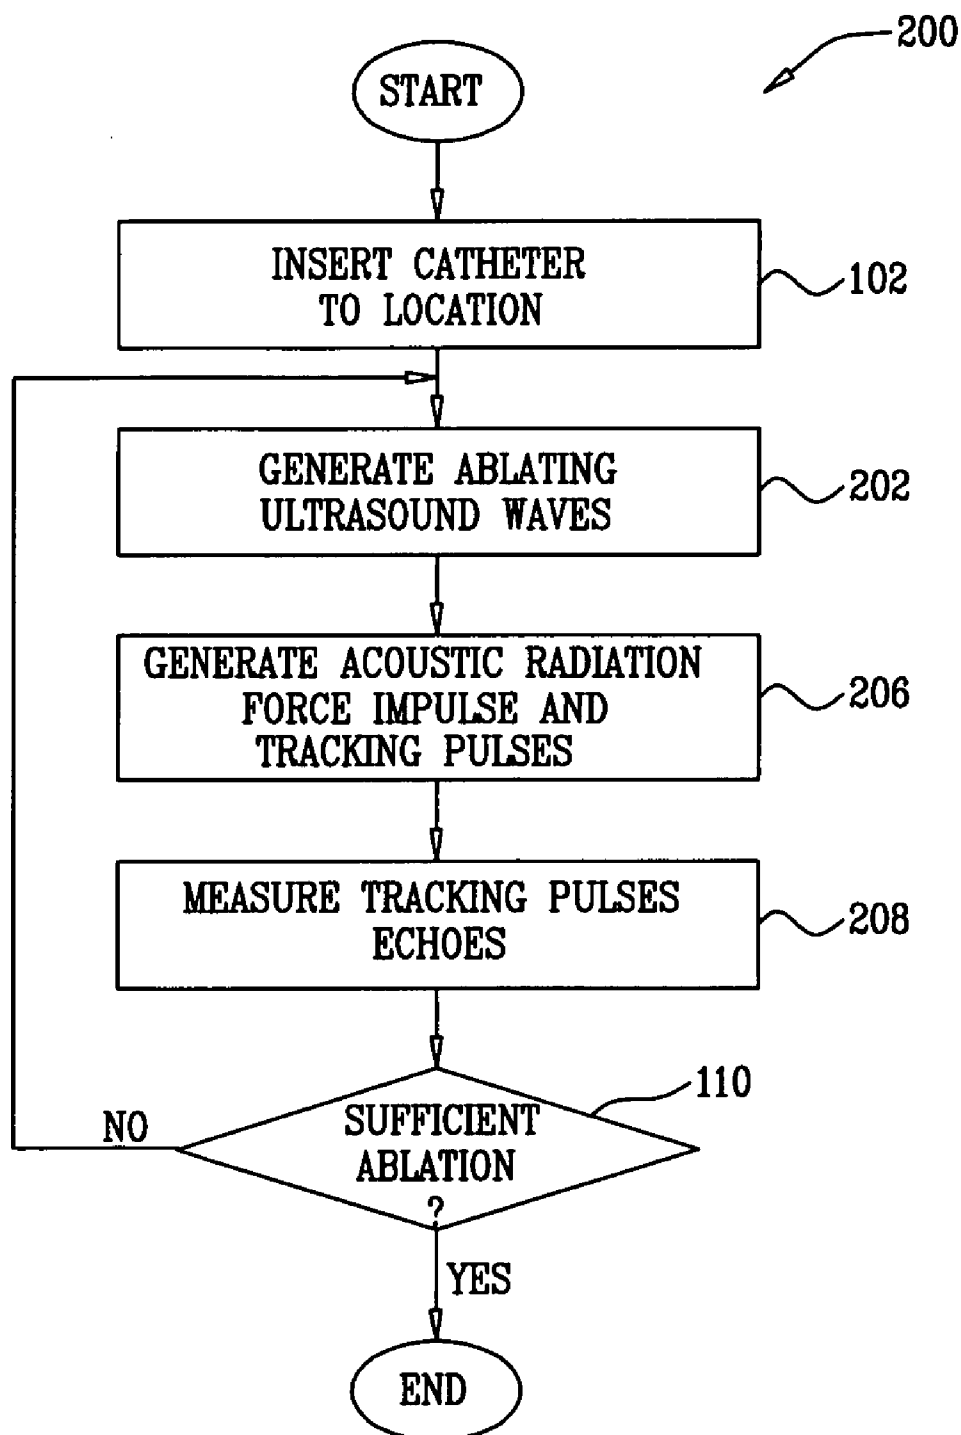 200
START
INSERT CATHETER
TO LOCATION
102
GENERATE ABLATING
ULTRASOUND WAVES
202
GENERATE ACOUSTIC RADIATION
FORCE IMPULSE AND
TRACKING PULSES
206
MEASURE TRACKING PULSES
ECHOES
208
110
SUFFICIENT
ABLATION
?
NO
YES
END